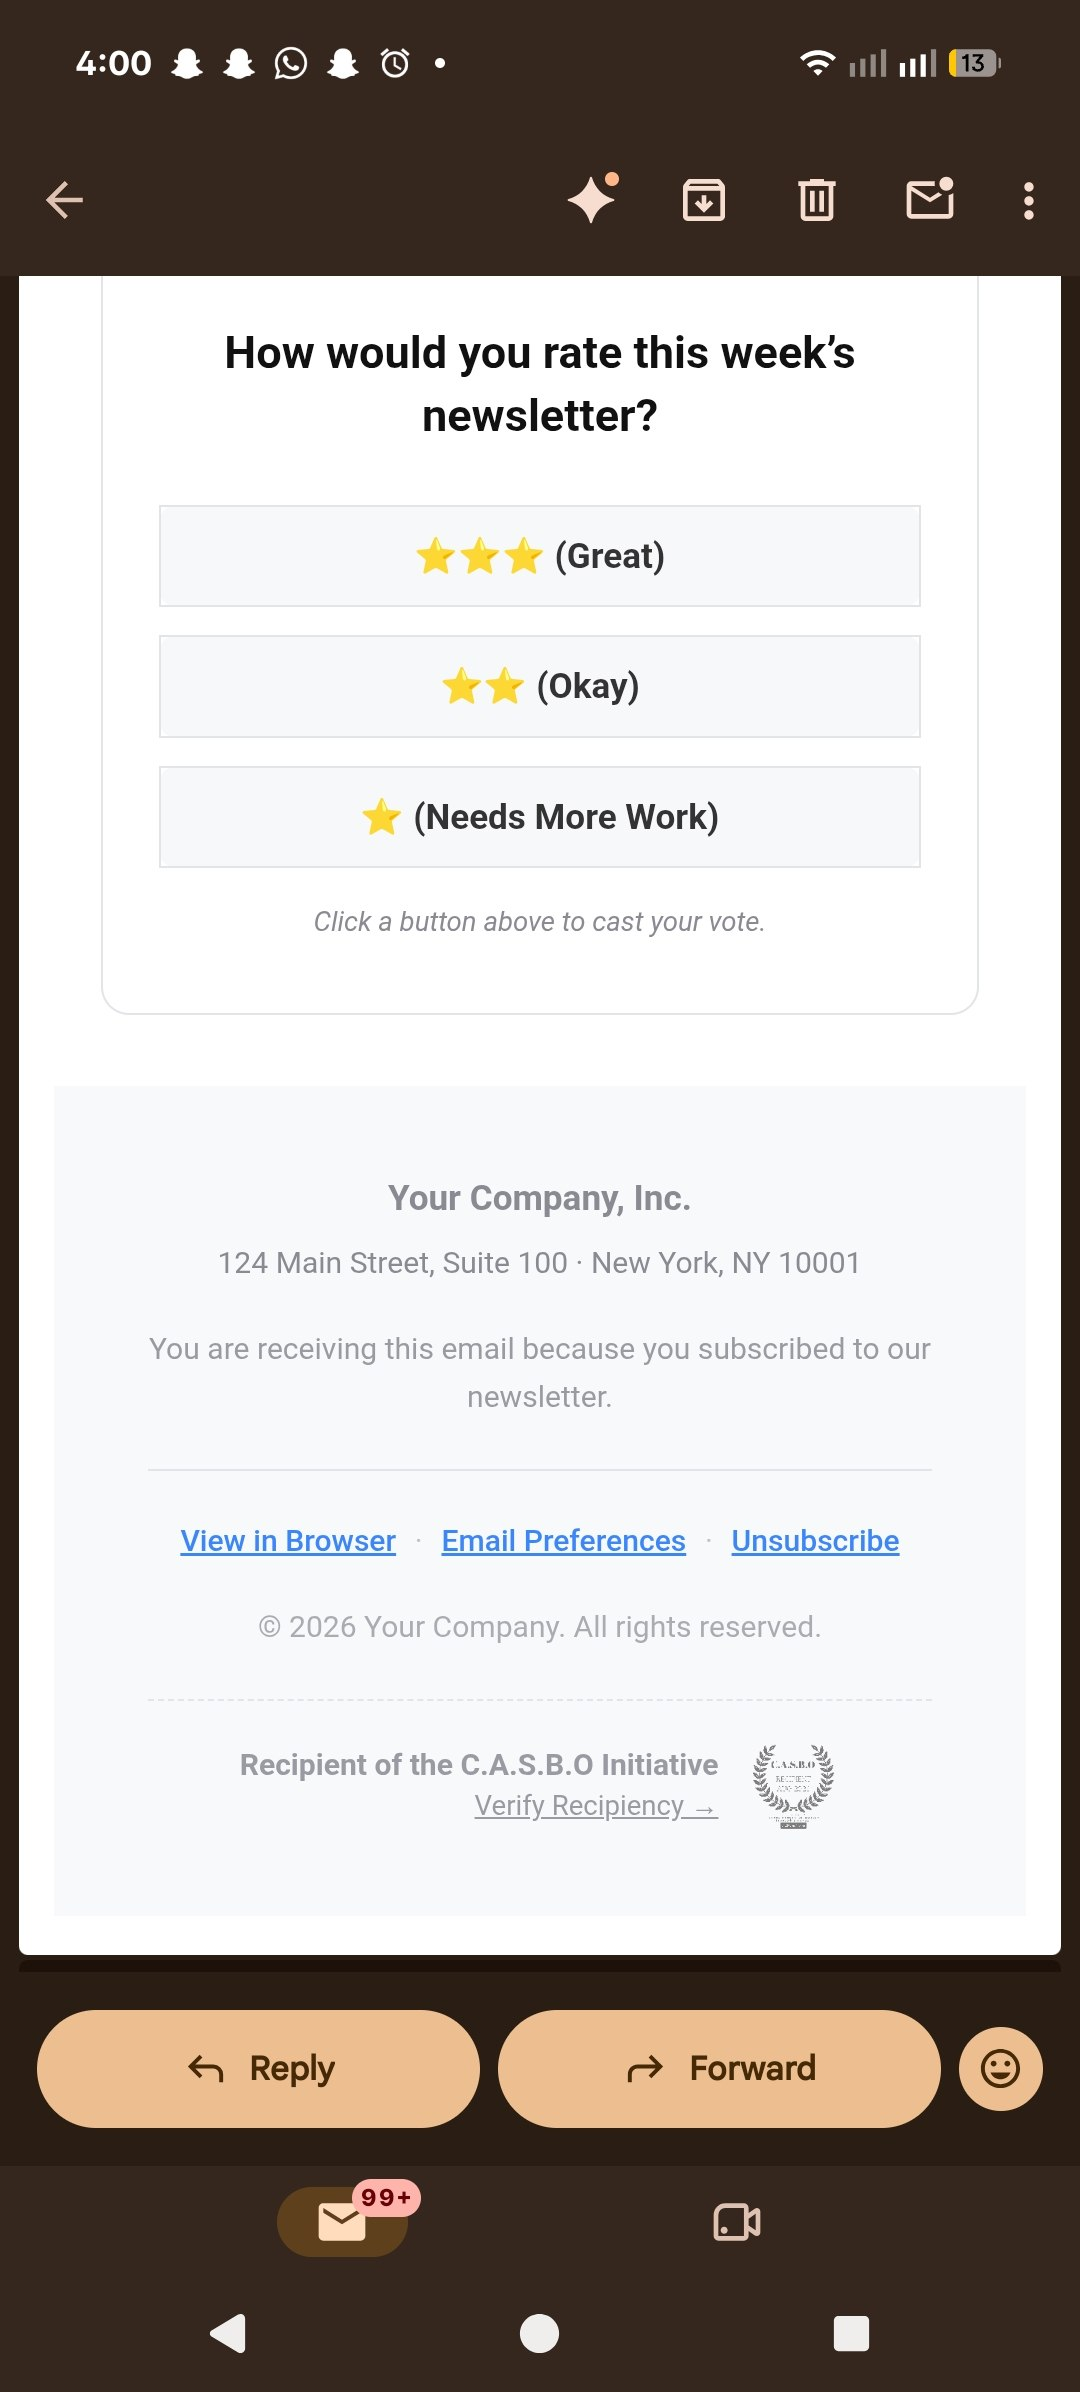 4:00
13
How would you rate this week’s
newsletter?
⭐⭐⭐ (Great)
⭐⭐ (Okay)
⭐ (Needs More Work)
Click a button above to cast your vote.
Your Company, Inc.
124 Main Street, Suite 100 · New York, NY 10001
You are receiving this email because you subscribed to our
newsletter.
View in Browser · Email Preferences · Unsubscribe
© 2026 Your Company. All rights reserved.
Recipient of the C.A.S.B.O Initiative
Verify Recipiency →
C.A.S.B.O
RECIPIENT
Reply
Forward
99+